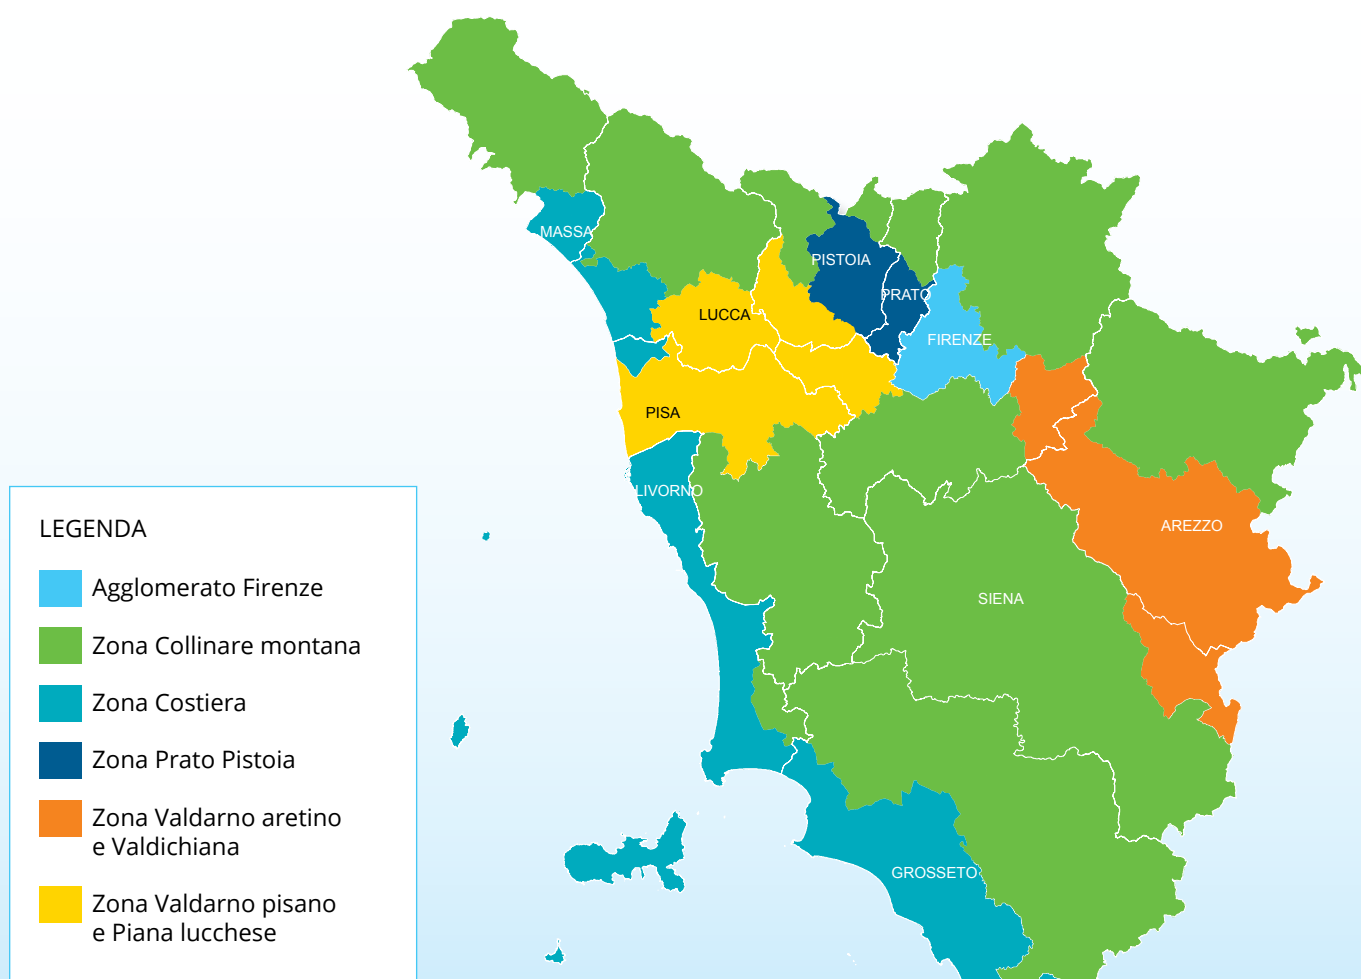 MASSA
PISTOIA
PRATO
LUCCA
FIRENZE
PISA
LIVORNO
AREZZO
SIENA
GROSSETO
LEGENDA
Agglomerato Firenze
Zona Collinare montana
Zona Costiera
Zona Prato Pistoia
Zona Valdarno aretino
e Valdichiana
Zona Valdarno pisano
e Piana lucchese